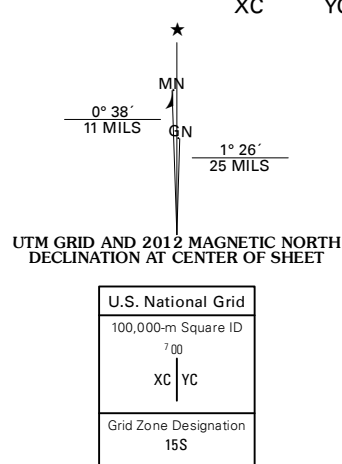 XC YC
★
MN
0° 38´
11 MILS
GN
1° 26´
25 MILS
UTM GRID AND 2012 MAGNETIC NORTH
DECLINATION AT CENTER OF SHEET
U.S. National Grid
100,000-m Square ID
7 00
XC YC
Grid Zone Designation
15S